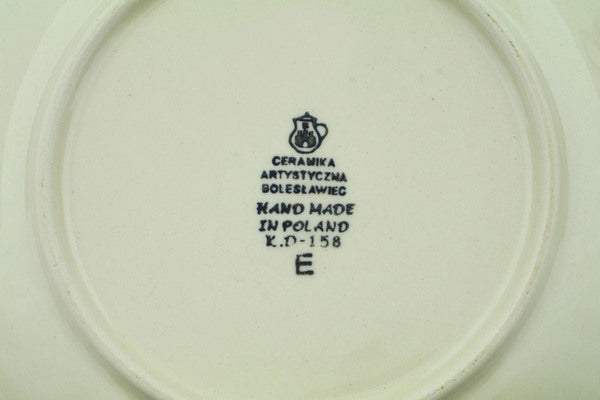 CERAMIKA
ARTYSTYCZNA
BOLESŁAWIEC
HAND MADE
IN POLAND
K.D-158
E